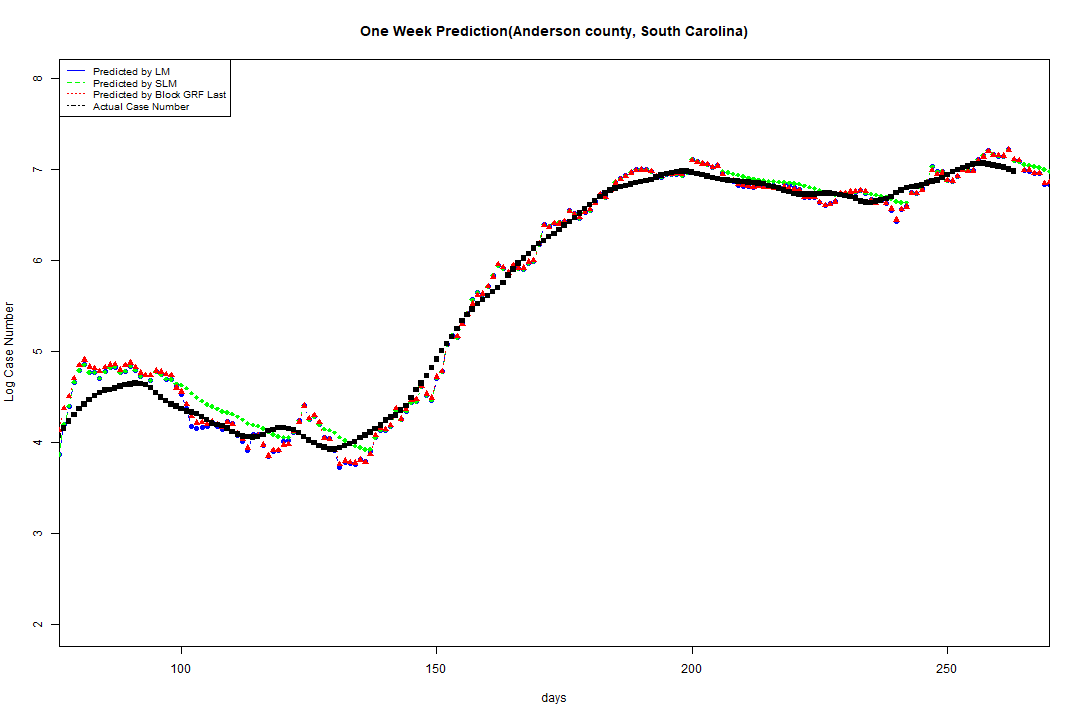 One Week Prediction(Anderson county, South Carolina)
Predicted by LM
Predicted by SLM
Predicted by Block GRF Last
Actual Case Number
8
7
6
5
4
3
2
Log Case Number
100 150 200 250
days